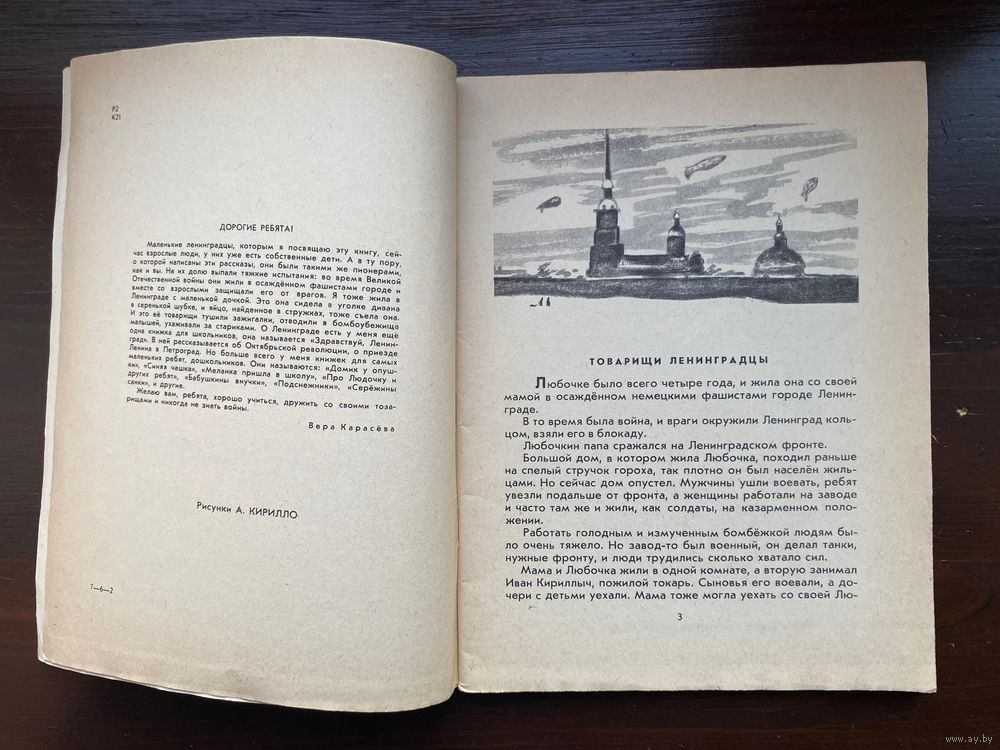 Р2
К21
ДОРОГИЕ РЕБЯТА!
Маленькие ленинградцы, которым я посвящаю эту книгу, сей-
час взрослые люди, у них уже есть собственные дети. А в ту пору,
о которой написаны эти рассказы, они были такими же пионерами,
как и вы. На их долю выпали тяжкие испытания: во время Великой
Отечественной войны они жили в осаждённом фашистами городе и
вместе со взрослыми защищали его от врагов. Я тоже жила в
Ленинграде с маленькой дочкой. Это она сидела в уголке дивана
в серенькой шубке, и яйцо, найденное в стружках, тоже съела она.
И это её товарищи тушили зажигалки, отводили в бомбоубежище
малышей, ухаживали за стариками. О Ленинграде есть у меня ещё
одна книжка для школьников, она называется «Здравствуй, Ленин-
град». В ней рассказывается об Октябрьской революции, о приезде
Ленина в Петроград. Но больше всего у меня книжек для самых
маленьких ребят, дошкольников. Они называются: «Домик у опуш-
ки», «Синяя чашка», «Меланка пришла в школу», «Про Людочку и
других ребят», «Бабушкины внучки», «Подснежники», «Серёжины
санки», и другие.
Желаю вам, ребята, хорошо учиться, дружить со своими това-
рищами и никогда не знать войны.
Вера Карасёва
Рисунки А. КИРИЛЛО
7—6—2
ТОВАРИЩИ ЛЕНИНГРАДЦЫ
Любочке было всего четыре года, и жила она со своей
мамой в осаждённом немецкими фашистами городе Ленин-
граде.
В то время была война, и враги окружили Ленинград коль-
цом, взяли его в блокаду.
Любочкин папа сражался на Ленинградском фронте.
Большой дом, в котором жила Любочка, походил раньше
на спелый стручок гороха, так плотно он был населён жиль-
цами. Но сейчас дом опустел. Мужчины ушли воевать, ребят
увезли подальше от фронта, а женщины работали на заводе
и часто там же и жили, как солдаты, на казарменном поло-
жении.
Работать голодным и измученным бомбёжкой людям бы-
ло очень тяжело. Но завод-то был военный, он делал танки,
нужные фронту, и люди трудились сколько хватало сил.
Мама и Любочка жили в одной комнате, а вторую занимал
Иван Кириллыч, пожилой токарь. Сыновья его воевали, а до-
чери с детьми уехали. Мама тоже могла уехать со своей Лю-
3
www.ay.by